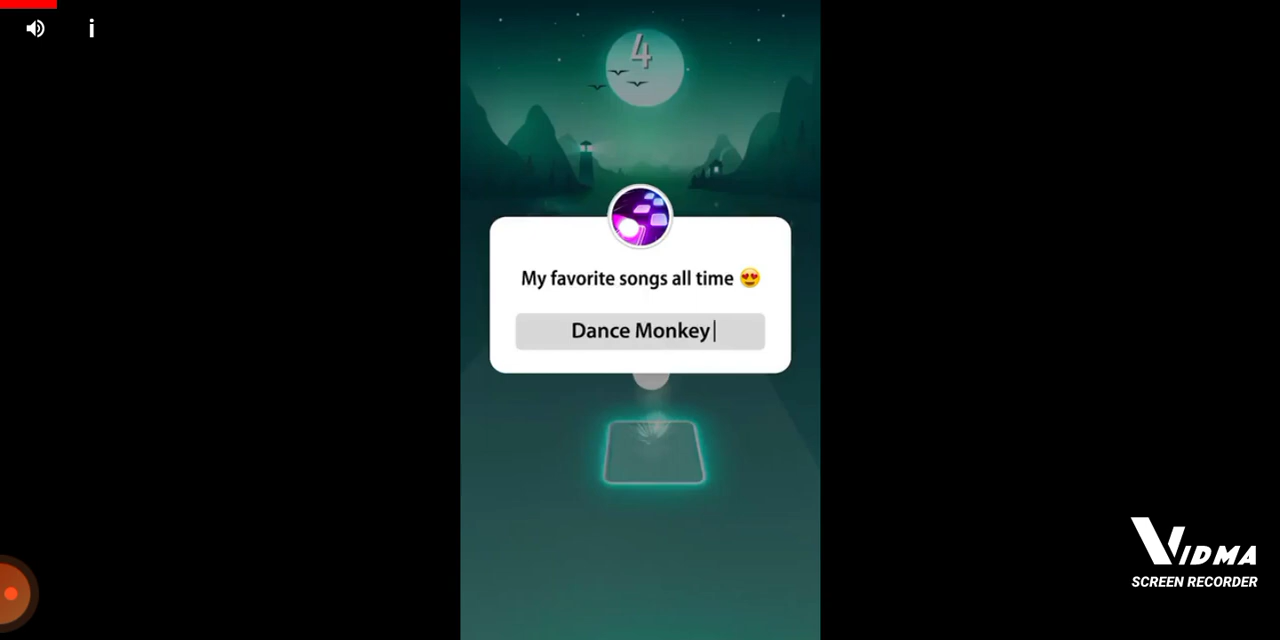 4
My favorite songs all time 😍
Dance Monkey
VIDMA
SCREEN RECORDER